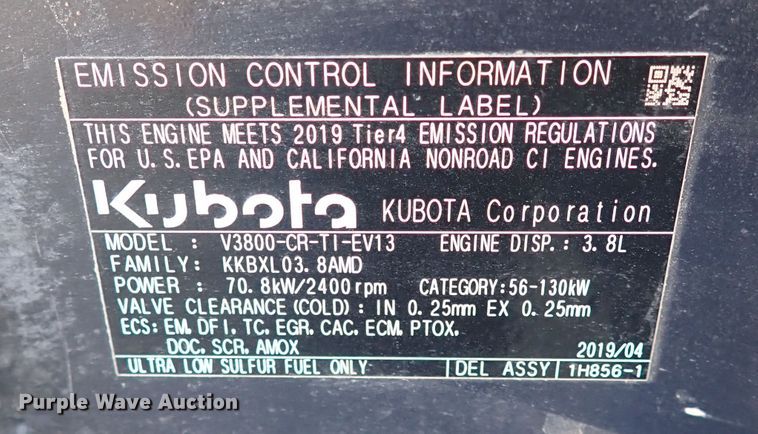 EMISSION CONTROL INFORMATION
(SUPPLEMENTAL LABEL)
THIS ENGINE MEETS 2019 Tier4 EMISSION REGULATIONS
FOR U.S.EPA AND CALIFORNIA NONROAD CI ENGINES.
Kubota KUBOTA Corporation
MODEL : V3800-CR-TI-EV13 ENGINE DISP.: 3.8L
FAMILY: KKBXL03.8AMD
POWER : 70.8kW/2400rpm CATEGORY:56-130kW
VALVE CLEARANCE(COLD): IN 0.25mm EX 0.25mm
ECS: EM, DFI, TC, EGR, CAC, ECM, PTOX,
DOC, SCR, AMOX 2019/04
ULTRA LOW SULFUR FUEL ONLY DEL ASSY 1H856-1
Purple Wave Auction